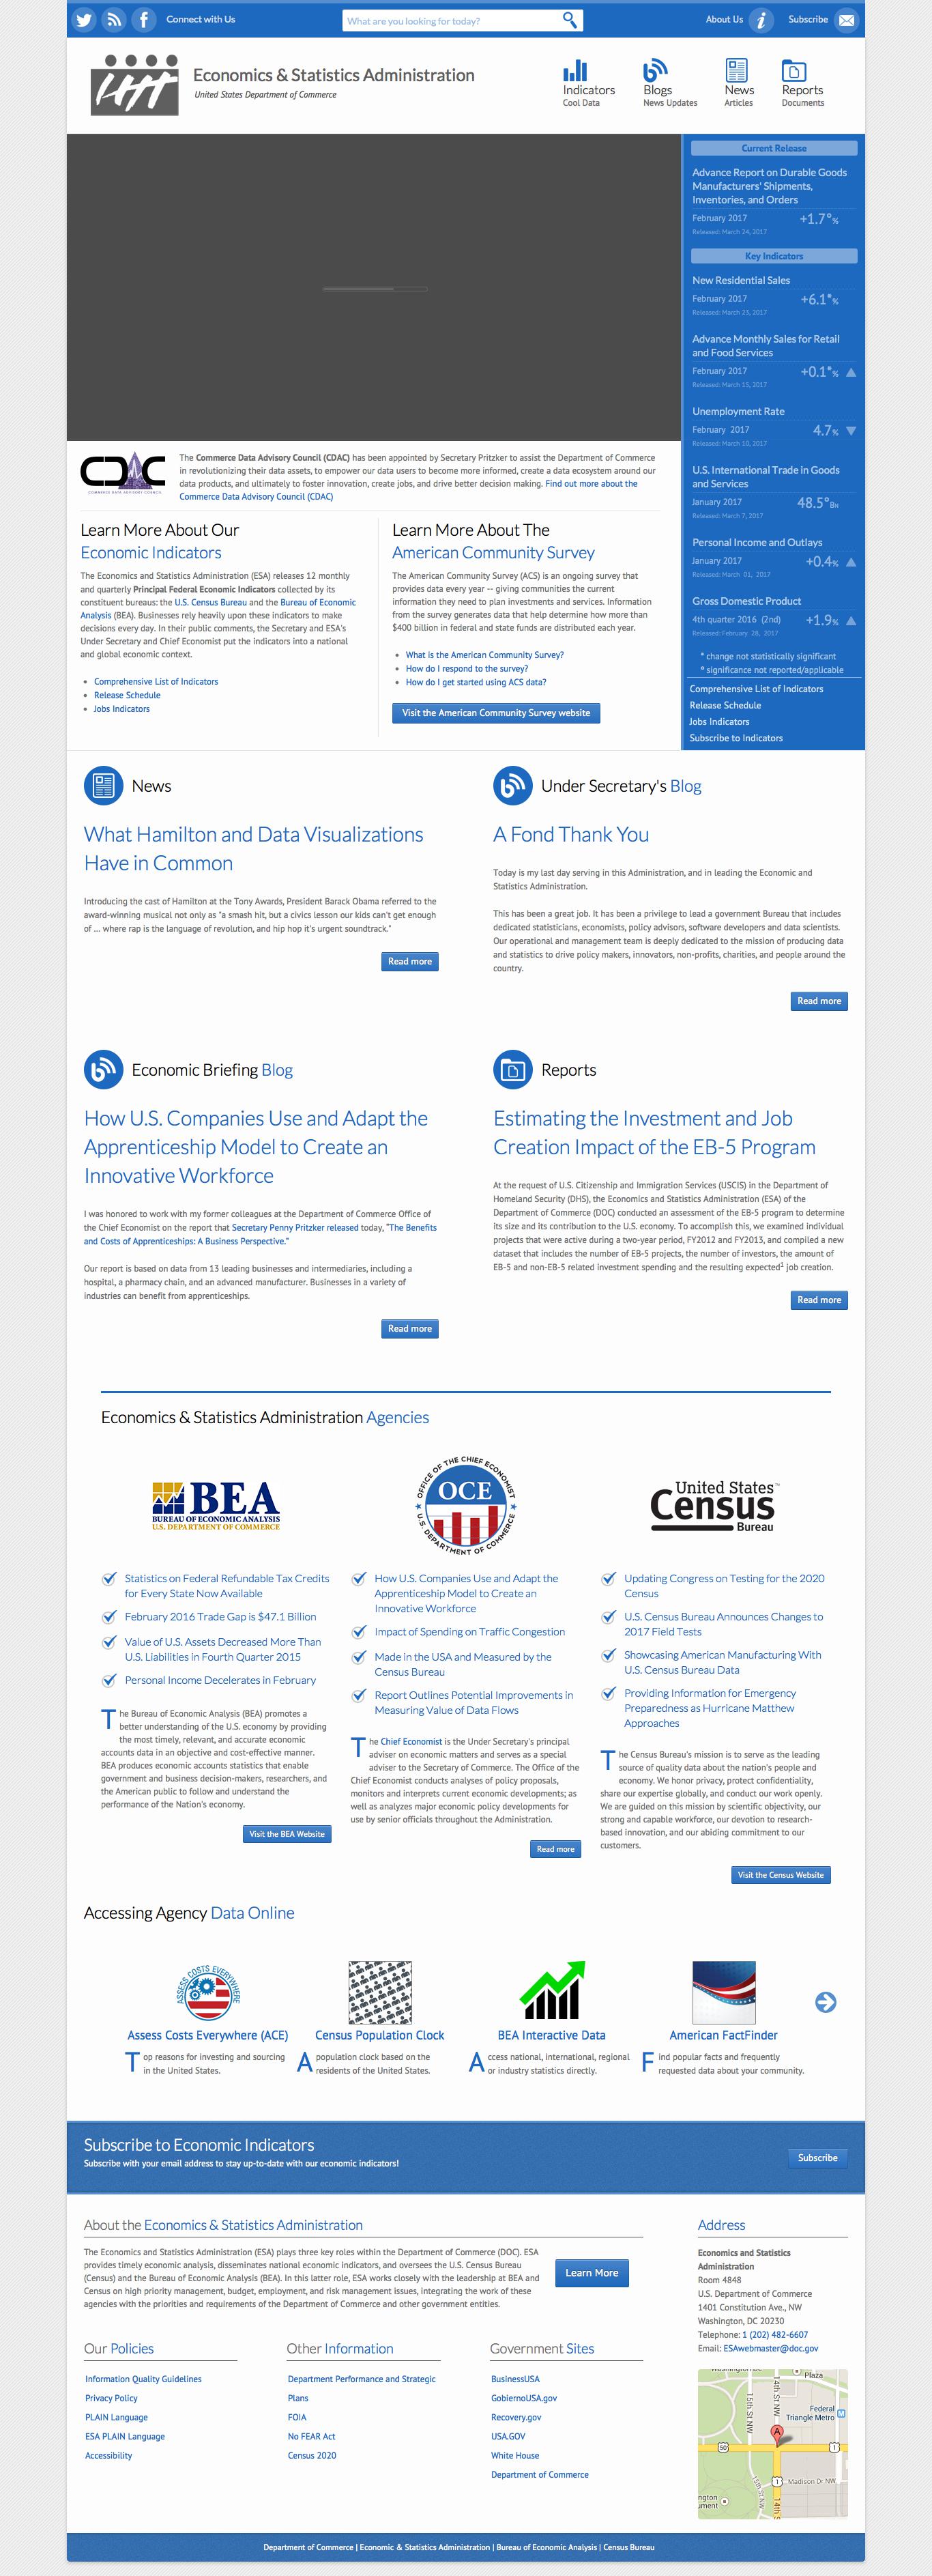 Connect with Us
What are you looking for today?
About Us
Subscribe
Economics & Statistics Administration
United States Department of Commerce
Indicators
Cool Data
Blogs
News Updates
News
Articles
Reports
Documents
Current Release
Advance Report on Durable Goods
Manufacturers' Shipments,
Inventories, and Orders
February 2017 +1.7°%
Released: March 24, 2017
Key Indicators
New Residential Sales
February 2017 +6.1*%
Released: March 23, 2017
Advance Monthly Sales for Retail
and Food Services
February 2017 +0.1*%
Released: March 15, 2017
Unemployment Rate
February 2017 4.7%
Released: March 10, 2017
U.S. International Trade in Goods
and Services
January 2017 48.5°BN
Released: March 7, 2017
Personal Income and Outlays
January 2017 +0.4%
Released: March 01, 2017
Gross Domestic Product
4th quarter 2016 (2nd) +1.9%
Released: February 28, 2017
* change not statistically significant
° significance not reported/applicable
Comprehensive List of Indicators
Release Schedule
Jobs Indicators
Subscribe to Indicators
CDAC
COMMERCE DATA ADVISORY COUNCIL
The Commerce Data Advisory Council (CDAC) has been appointed by Secretary Pritzker to assist the Department of Commerce
in revolutionizing their data assets, to empower our data users to become more informed, create a data ecosystem around our
data products, and ultimately to foster innovation, create jobs, and drive better decision making. Find out more about the
Commerce Data Advisory Council (CDAC)
Learn More About Our
Economic Indicators
The Economics and Statistics Administration (ESA) releases 12 monthly
and quarterly Principal Federal Economic Indicators collected by its
constituent bureaus: the U.S. Census Bureau and the Bureau of Economic
Analysis (BEA). Businesses rely heavily upon these indicators to make
decisions every day. In their public comments, the Secretary and ESA's
Under Secretary and Chief Economist put the indicators into a national
and global economic context.
Comprehensive List of Indicators
Release Schedule
Jobs Indicators
Learn More About The
American Community Survey
The American Community Survey (ACS) is an ongoing survey that
provides data every year -- giving communities the current
information they need to plan investments and services. Information
from the survey generates data that help determine how more than
$400 billion in federal and state funds are distributed each year.
What is the American Community Survey?
How do I respond to the survey?
How do I get started using ACS data?
Visit the American Community Survey website
News
What Hamilton and Data Visualizations
Have in Common
Introducing the cast of Hamilton at the Tony Awards, President Barack Obama referred to the
award-winning musical not only as "a smash hit, but a civics lesson our kids can't get enough
of ... where rap is the language of revolution, and hip hop it's urgent soundtrack."
Read more
Under Secretary's Blog
A Fond Thank You
Today is my last day serving in this Administration, and in leading the Economic and
Statistics Administration.
This has been a great job. It has been a privilege to lead a government Bureau that includes
dedicated statisticians, economists, policy advisors, software developers and data scientists.
Our operational and management team is deeply dedicated to the mission of producing data
and statistics to drive policy makers, innovators, non-profits, charities, and people around the
country.
Read more
Economic Briefing Blog
How U.S. Companies Use and Adapt the
Apprenticeship Model to Create an
Innovative Workforce
I was honored to work with my former colleagues at the Department of Commerce Office of
the Chief Economist on the report that Secretary Penny Pritzker released today, "The Benefits
and Costs of Apprenticeships: A Business Perspective."
Our report is based on data from 13 leading businesses and intermediaries, including a
hospital, a pharmacy chain, and an advanced manufacturer. Businesses in a variety of
industries can benefit from apprenticeships.
Read more
Reports
Estimating the Investment and Job
Creation Impact of the EB-5 Program
At the request of U.S. Citizenship and Immigration Services (USCIS) in the Department of
Homeland Security (DHS), the Economics and Statistics Administration (ESA) of the
Department of Commerce (DOC) conducted an assessment of the EB-5 program to determine
its size and its contribution to the U.S. economy. To accomplish this, we examined individual
projects that were active during a two-year period, FY2012 and FY2013, and compiled a new
dataset that includes the number of EB-5 projects, the number of investors, the amount of
EB-5 and non-EB-5 related investment spending and the resulting expected¹ job creation.
Read more
Economics & Statistics Administration Agencies
BEA
BUREAU OF ECONOMIC ANALYSIS
U.S. DEPARTMENT OF COMMERCE
Statistics on Federal Refundable Tax Credits
for Every State Now Available
February 2016 Trade Gap is $47.1 Billion
Value of U.S. Assets Decreased More Than
U.S. Liabilities in Fourth Quarter 2015
Personal Income Decelerates in February
The Bureau of Economic Analysis (BEA) promotes a
better understanding of the U.S. economy by providing
the most timely, relevant, and accurate economic
accounts data in an objective and cost-effective manner.
BEA produces economic accounts statistics that enable
government and business decision-makers, researchers, and
the American public to follow and understand the
performance of the Nation's economy.
Visit the BEA Website
OFFICE OF THE CHIEF ECONOMIST
OCE
U.S. DEPARTMENT OF COMMERCE
How U.S. Companies Use and Adapt the
Apprenticeship Model to Create an
Innovative Workforce
Impact of Spending on Traffic Congestion
Made in the USA and Measured by the
Census Bureau
Report Outlines Potential Improvements in
Measuring Value of Data Flows
The Chief Economist is the Under Secretary's principal
adviser on economic matters and serves as a special
adviser to the Secretary of Commerce. The Office of the
Chief Economist conducts analyses of policy proposals,
monitors and interprets current economic developments; as
well as analyzes major economic policy developments for
use by senior officials throughout the Administration.
Read more
United States™
Census
Bureau
Updating Congress on Testing for the 2020
Census
U.S. Census Bureau Announces Changes to
2017 Field Tests
Showcasing American Manufacturing With
U.S. Census Bureau Data
Providing Information for Emergency
Preparedness as Hurricane Matthew
Approaches
The Census Bureau's mission is to serve as the leading
source of quality data about the nation's people and
economy. We honor privacy, protect confidentiality,
share our expertise globally, and conduct our work openly.
We are guided on this mission by scientific objectivity, our
strong and capable workforce, our devotion to research-
based innovation, and our abiding commitment to our
customers.
Visit the Census Website
Accessing Agency Data Online
ASSESS COSTS EVERYWHERE
Assess Costs Everywhere (ACE)
Top reasons for investing and sourcing
in the United States.
Census Population Clock
A population clock based on the
residents of the United States.
BEA Interactive Data
Access national, international, regional
or industry statistics directly.
American FactFinder
Find popular facts and frequently
requested data about your community.
Subscribe to Economic Indicators
Subscribe with your email address to stay up-to-date with our economic indicators!
Subscribe
About the Economics & Statistics Administration
The Economics and Statistics Administration (ESA) plays three key roles within the Department of Commerce (DOC). ESA
provides timely economic analysis, disseminates national economic indicators, and oversees the U.S. Census Bureau
(Census) and the Bureau of Economic Analysis (BEA). In this latter role, ESA works closely with the leadership at BEA and
Census on high priority management, budget, employment, and risk management issues, integrating the work of these
agencies with the priorities and requirements of the Department of Commerce and other government entities.
Learn More
Address
Economics and Statistics
Administration
Room 4848
U.S. Department of Commerce
1401 Constitution Ave., NW
Washington, DC 20230
Telephone: 1 (202) 482-6607
Email: ESAwebmaster@doc.gov
Our Policies
Information Quality Guidelines
Privacy Policy
PLAIN Language
ESA PLAIN Language
Accessibility
Other Information
Department Performance and Strategic
Plans
FOIA
No FEAR Act
Census 2020
Government Sites
BusinessUSA
GobiernoUSA.gov
Recovery.gov
USA.GOV
White House
Department of Commerce
Plaza
14th St NW
15th St NW
Federal
Triangle Metro
M
A
50
1
1
Madison Dr NW
15th St NW
14th S
ngton
ument
Department of Commerce | Economic & Statistics Administration | Bureau of Economic Analysis | Census Bureau